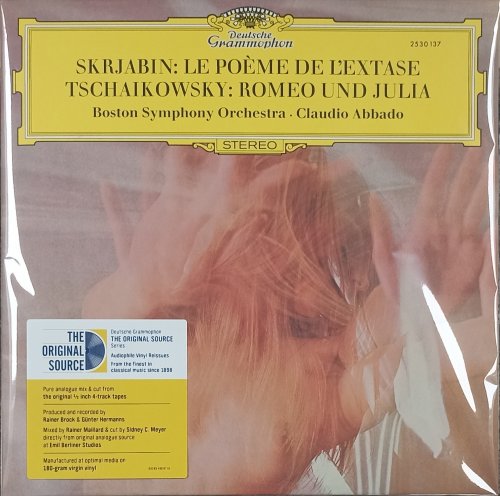 Deutsche
Grammophon
2530 137
SKRJABIN: LE POÈME DE L'EXTASE
TSCHAIKOWSKY: ROMEO UND JULIA
Boston Symphony Orchestra · Claudio Abbado
STEREO
THE
ORIGINAL
SOURCE
Deutsche Grammophon
THE ORIGINAL SOURCE
Series
Audiophile Vinyl Reissues
From the finest in
classical music since 1898
Pure analogue mix & cut from
the original ½ inch 4-track tapes
Produced and recorded by
Rainer Brock & Günter Hermanns
Mixed by Rainer Maillard & cut by Sidney C. Meyer
directly from original analogue source
at Emil Berliner Studios
Manufactured at optimal media on
180-gram virgin vinyl